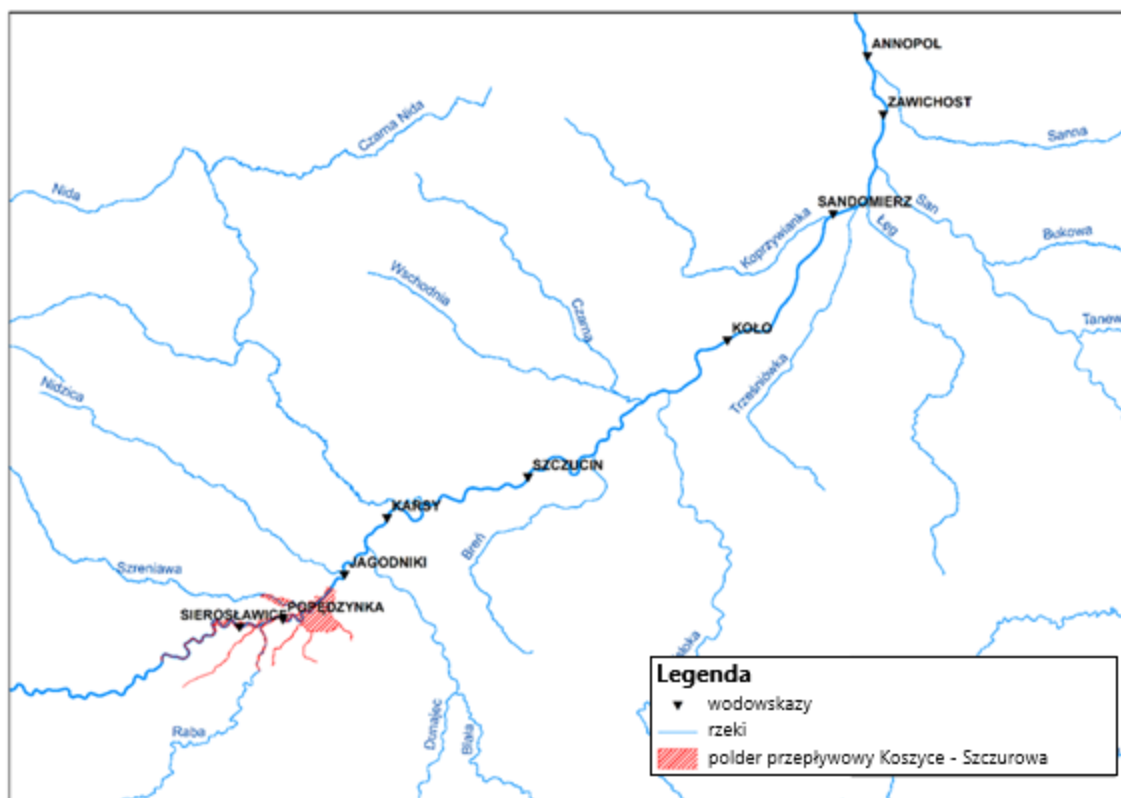 ANNOPOL
ZAWICHOST
Czarna Nida
Sanna
Nida
SANDOMIERZ
San
Koprzywianka
Łęg
Bukowa
Wschodnia
Czarna
Tanew
KOŁO
Nidzica
Trześniówka
SZCZUCIN
KARSY
Breń
JAGODNIKI
Szreniawa
POPĘDZYNKA
SIEROSŁAWICE
Legenda
wodowskazy
rzeki
polder przepływowy Koszyce - Szczurowa
Raba
Dunajec
Biała